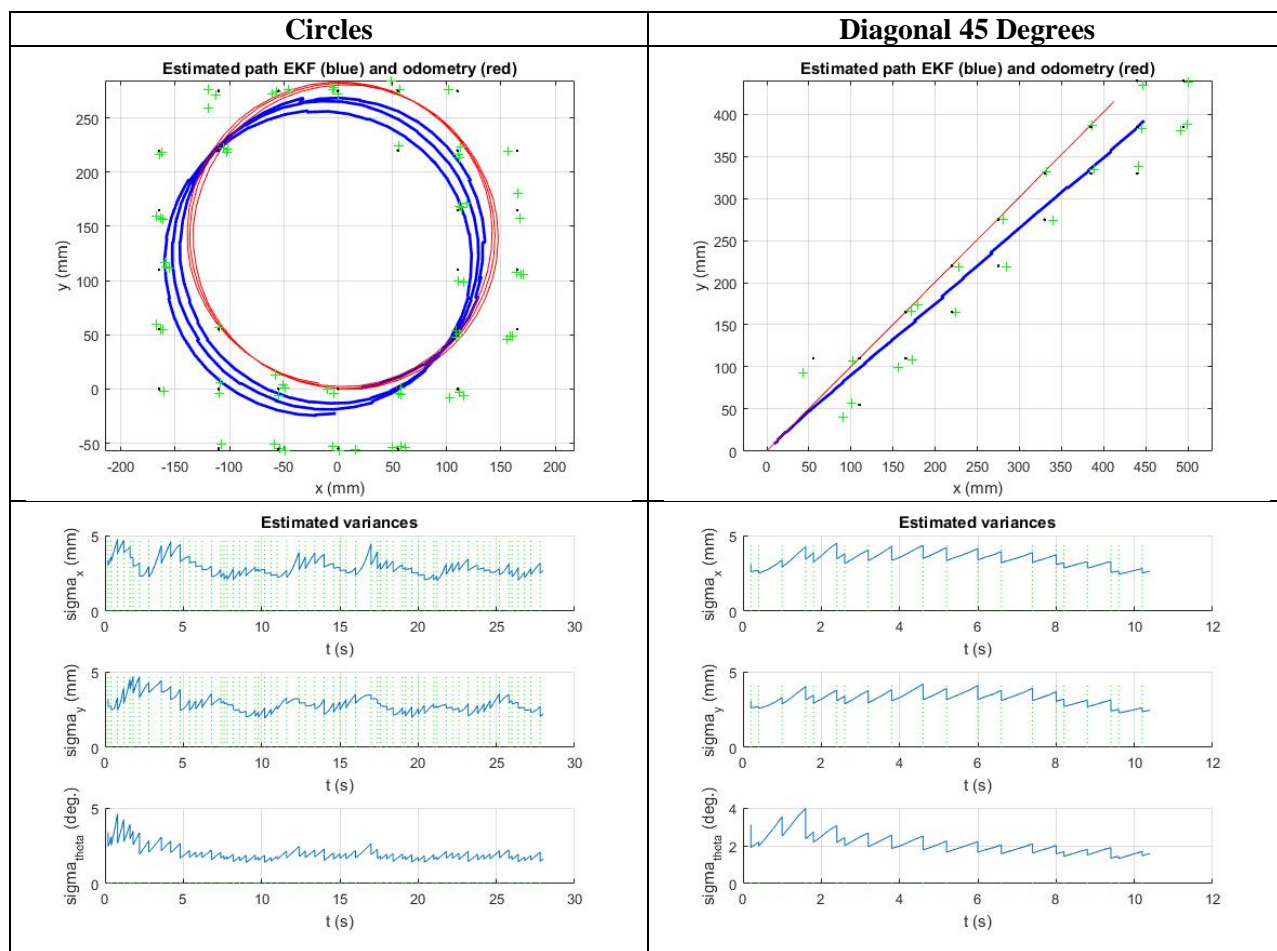 Circles
Diagonal 45 Degrees
Estimated path EKF (blue) and odometry (red)
y (mm)
250
200
150
100
50
0
-50
-200 -150 -100 -50 0 50 100 150 200
x (mm)
Estimated path EKF (blue) and odometry (red)
y (mm)
400
350
300
250
200
150
100
50
0
0 50 100 150 200 250 300 350 400 450 500
x (mm)
Estimated variances
sigma_x (mm)
5
0
0 5 10 15 20 25 30
t (s)
sigma_y (mm)
5
0
0 5 10 15 20 25 30
t (s)
sigma_theta (deg.)
5
0
0 5 10 15 20 25 30
t (s)
Estimated variances
sigma_x (mm)
5
0
0 2 4 6 8 10 12
t (s)
sigma_y (mm)
5
0
0 2 4 6 8 10 12
t (s)
sigma_theta (deg.)
4
2
0
0 2 4 6 8 10 12
t (s)